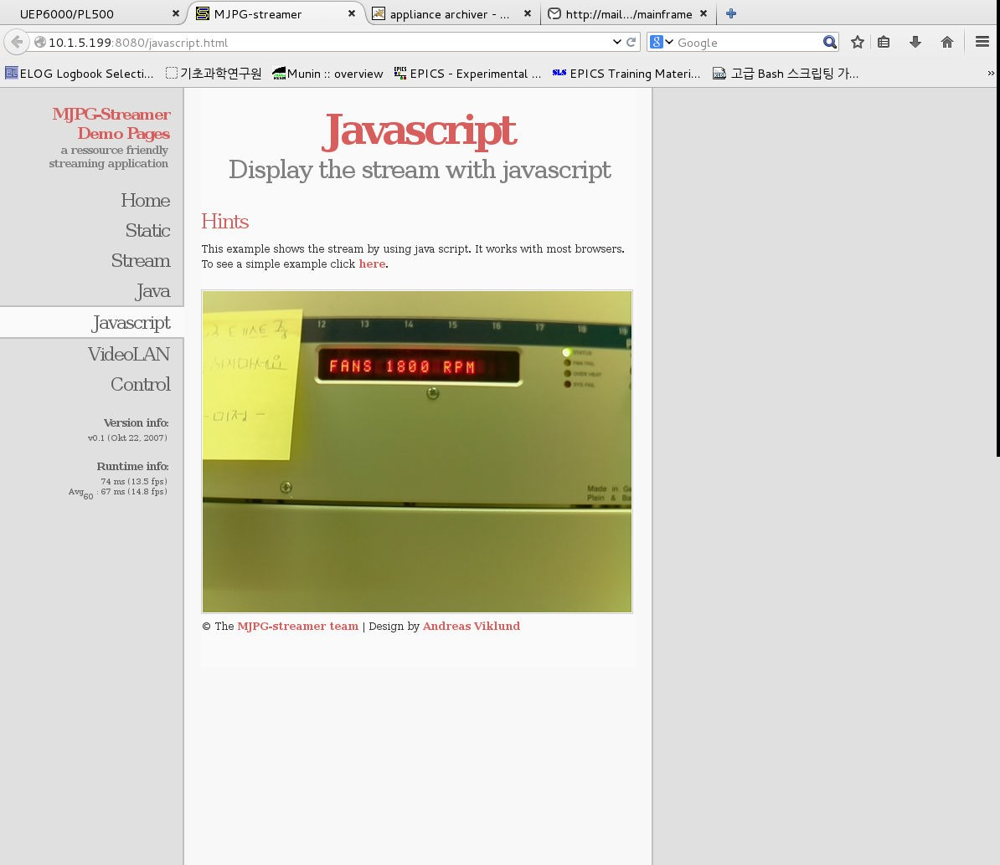 UEP6000/PL500
MJPG-streamer
appliance archiver - ...
http://mail.../mainframe
10.1.5.199:8080/javascript.html
Google
ELOG Logbook Selecti...
기초과학연구원
Munin :: overview
EPICS - Experimental ...
EPICS Training Materi...
고급 Bash 스크립팅 가...
»
MJPG-Streamer
Demo Pages
a ressource friendly
streaming application
Home
Static
Stream
Java
Javascript
VideoLAN
Control
Version info:
v0.1 (Okt 22, 2007)
Runtime info:
74 ms (13.5 fps)
Avg60 : 67 ms (14.8 fps)
Javascript
Display the stream with javascript
Hints
This example shows the stream by using java script. It works with most browsers.
To see a simple example click here.
12 13 14 15 16 17 18 19
테스트 중
FANS 1800 RPM
STATUS
FAN FAIL
OVER HEAT
SYS FAIL
- 미정 -
Made in Ge
Plein & Ba
© The MJPG-streamer team | Design by Andreas Viklund